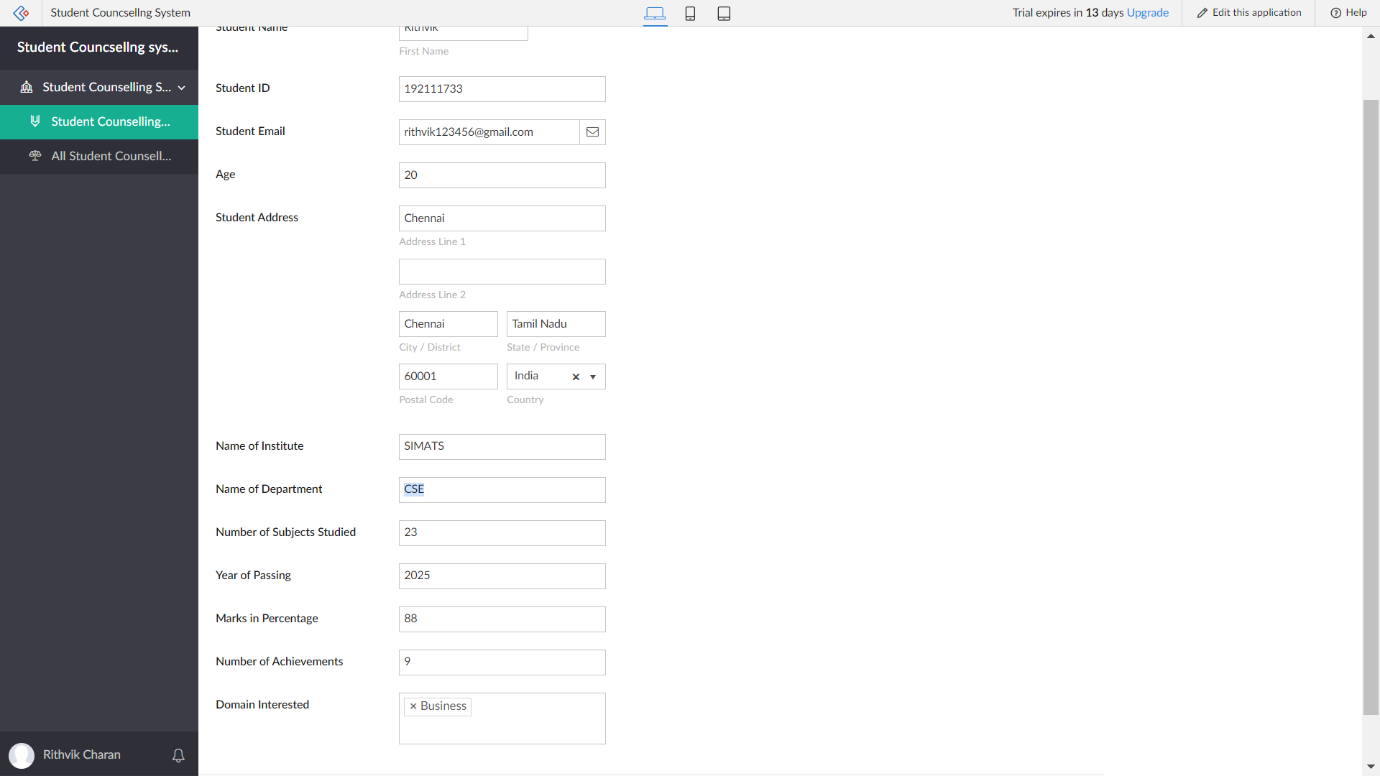 Student Councsellng System
Trial expires in 13 days Upgrade
Edit this application
Help
Student Councsellng sys...
Student Counselling S...
Student Counselling...
All Student Counsell...
Rithvik Charan
Student Name
Rithvik
First Name
Student ID
192111733
Student Email
rithvik123456@gmail.com
Age
20
Student Address
Chennai
Address Line 1
Address Line 2
Chennai
Tamil Nadu
City / District
State / Province
60001
India
Postal Code
Country
Name of Institute
SIMATS
Name of Department
CSE
Number of Subjects Studied
23
Year of Passing
2025
Marks in Percentage
88
Number of Achievements
9
Domain Interested
× Business